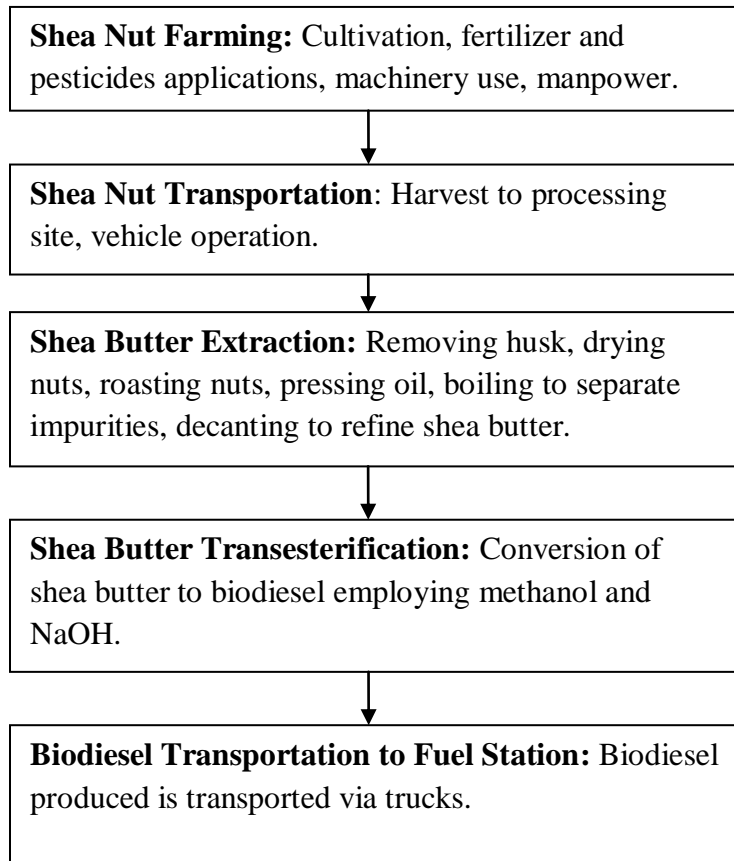 Shea Nut Farming: Cultivation, fertilizer and
pesticides applications, machinery use, manpower.
Shea Nut Transportation: Harvest to processing
site, vehicle operation.
Shea Butter Extraction: Removing husk, drying
nuts, roasting nuts, pressing oil, boiling to separate
impurities, decanting to refine shea butter.
Shea Butter Transesterification: Conversion of
shea butter to biodiesel employing methanol and
NaOH.
Biodiesel Transportation to Fuel Station: Biodiesel
produced is transported via trucks.